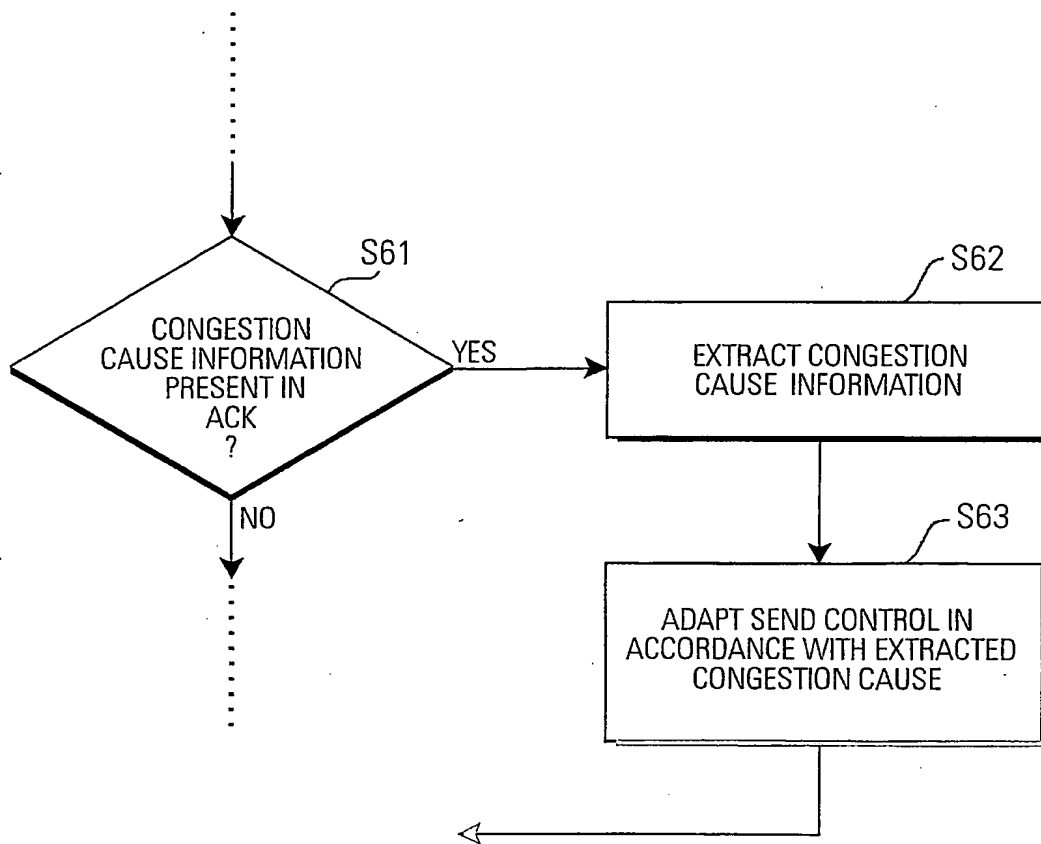 S61
CONGESTION
CAUSE INFORMATION
PRESENT IN
ACK
?
YES
NO
S62
EXTRACT CONGESTION
CAUSE INFORMATION
S63
ADAPT SEND CONTROL IN
ACCORDANCE WITH EXTRACTED
CONGESTION CAUSE